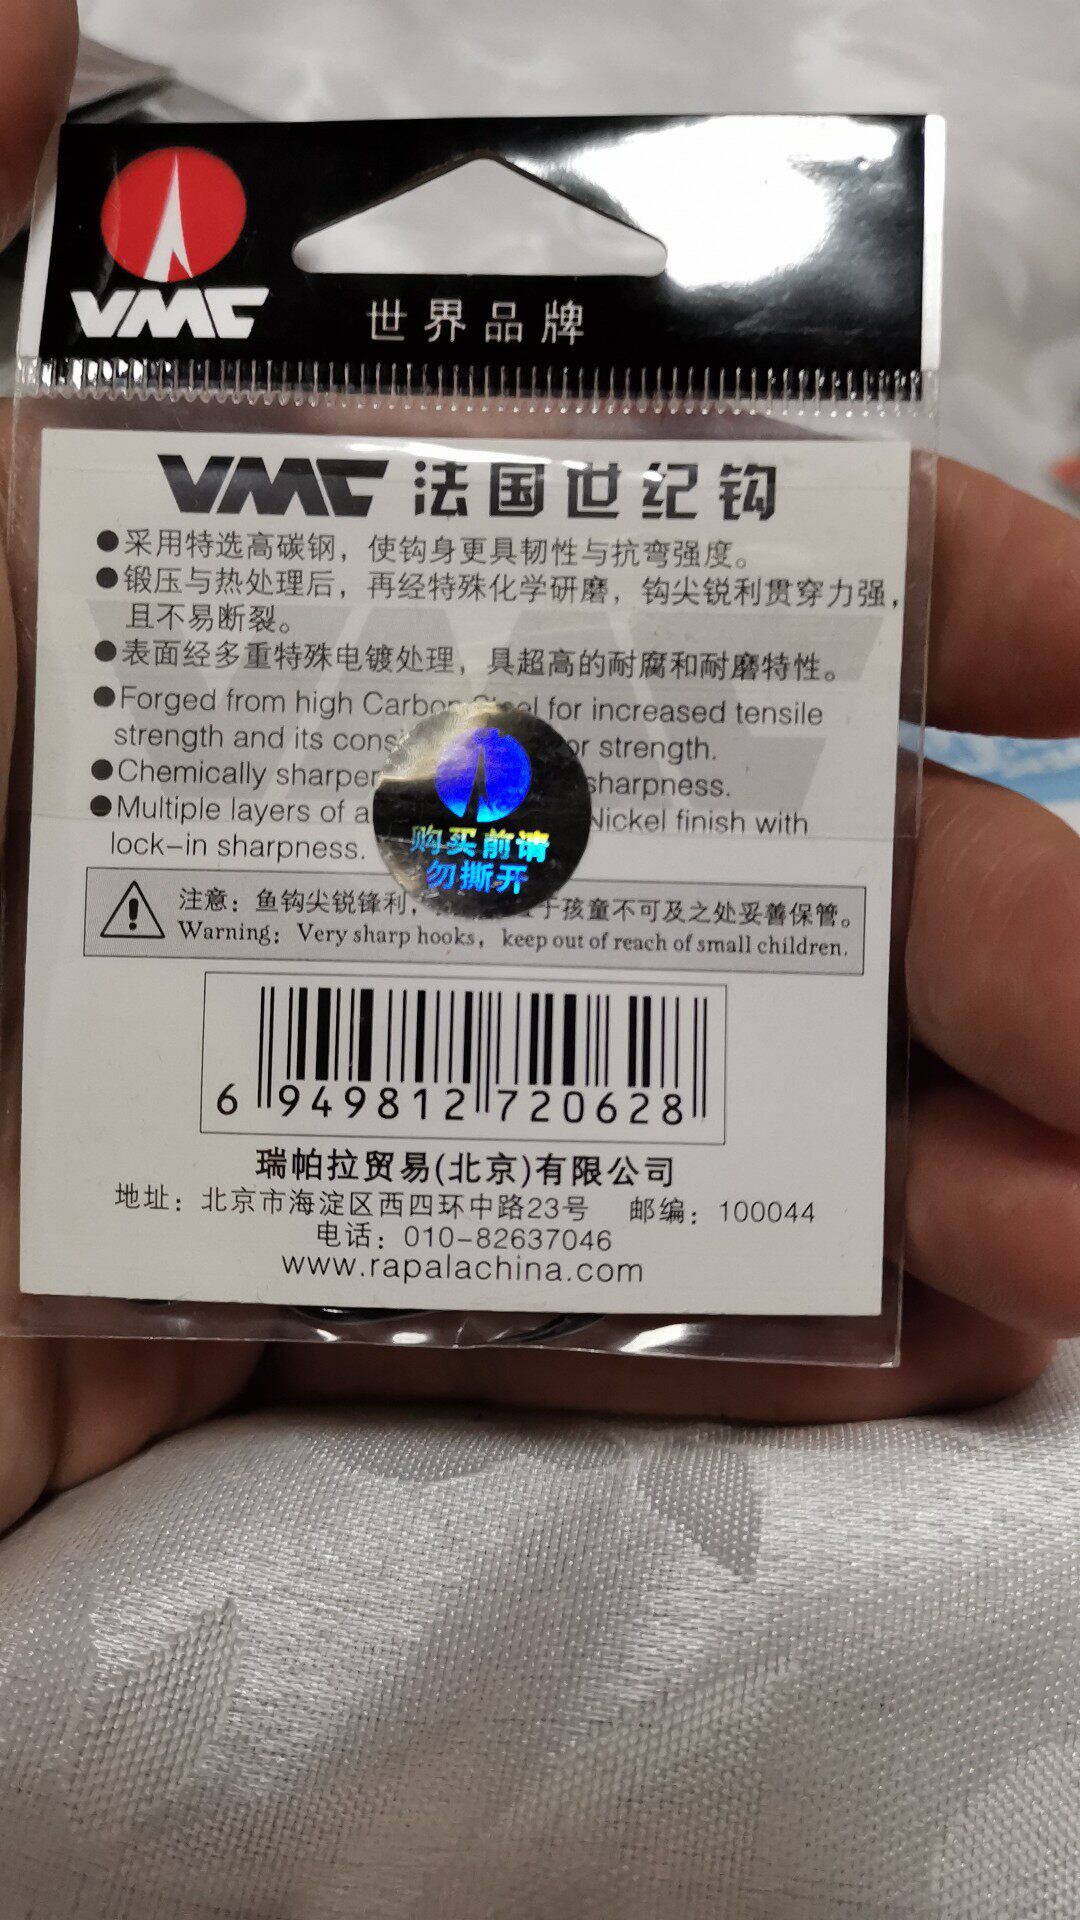 VMC
世界品牌
VMC 法国世纪钩
●采用特选高碳钢，使钩身更具韧性与抗弯强度。
●锻压与热处理后，再经特殊化学研磨，钩尖锐利贯穿力强，
且不易断裂。
●表面经多重特殊电镀处理，具超高的耐腐和耐磨特性。
●Forged from high Carbon Steel for increased tensile
strength and its strength.
●Chemically sharpness.
●Multiple layers of Nickel finish with
lock-in sharpness.
购买前请
勿撕开
注意：鱼钩尖锐锋利，孩童不可及之处妥善保管。
Warning: Very sharp hooks, keep out of reach of small children.
6 949812 720628
瑞帕拉贸易(北京)有限公司
地址：北京市海淀区西四环中路23号 邮编：100044
电话：010-82637046
www.rapalachina.com